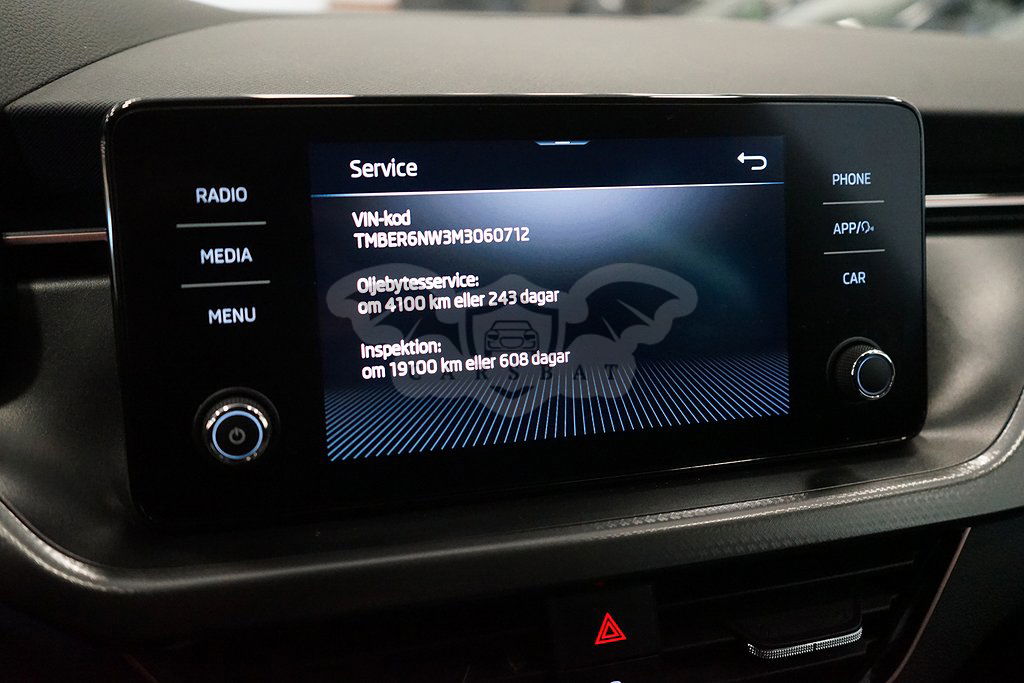 RADIO
MEDIA
MENU
Service
VIN-kod
TMBER6NW3M3060712
Oljebytesservice:
om 4100 km eller 243 dagar
Inspektion:
om 19100 km eller 608 dagar
CARSBAT
PHONE
APP/
CAR